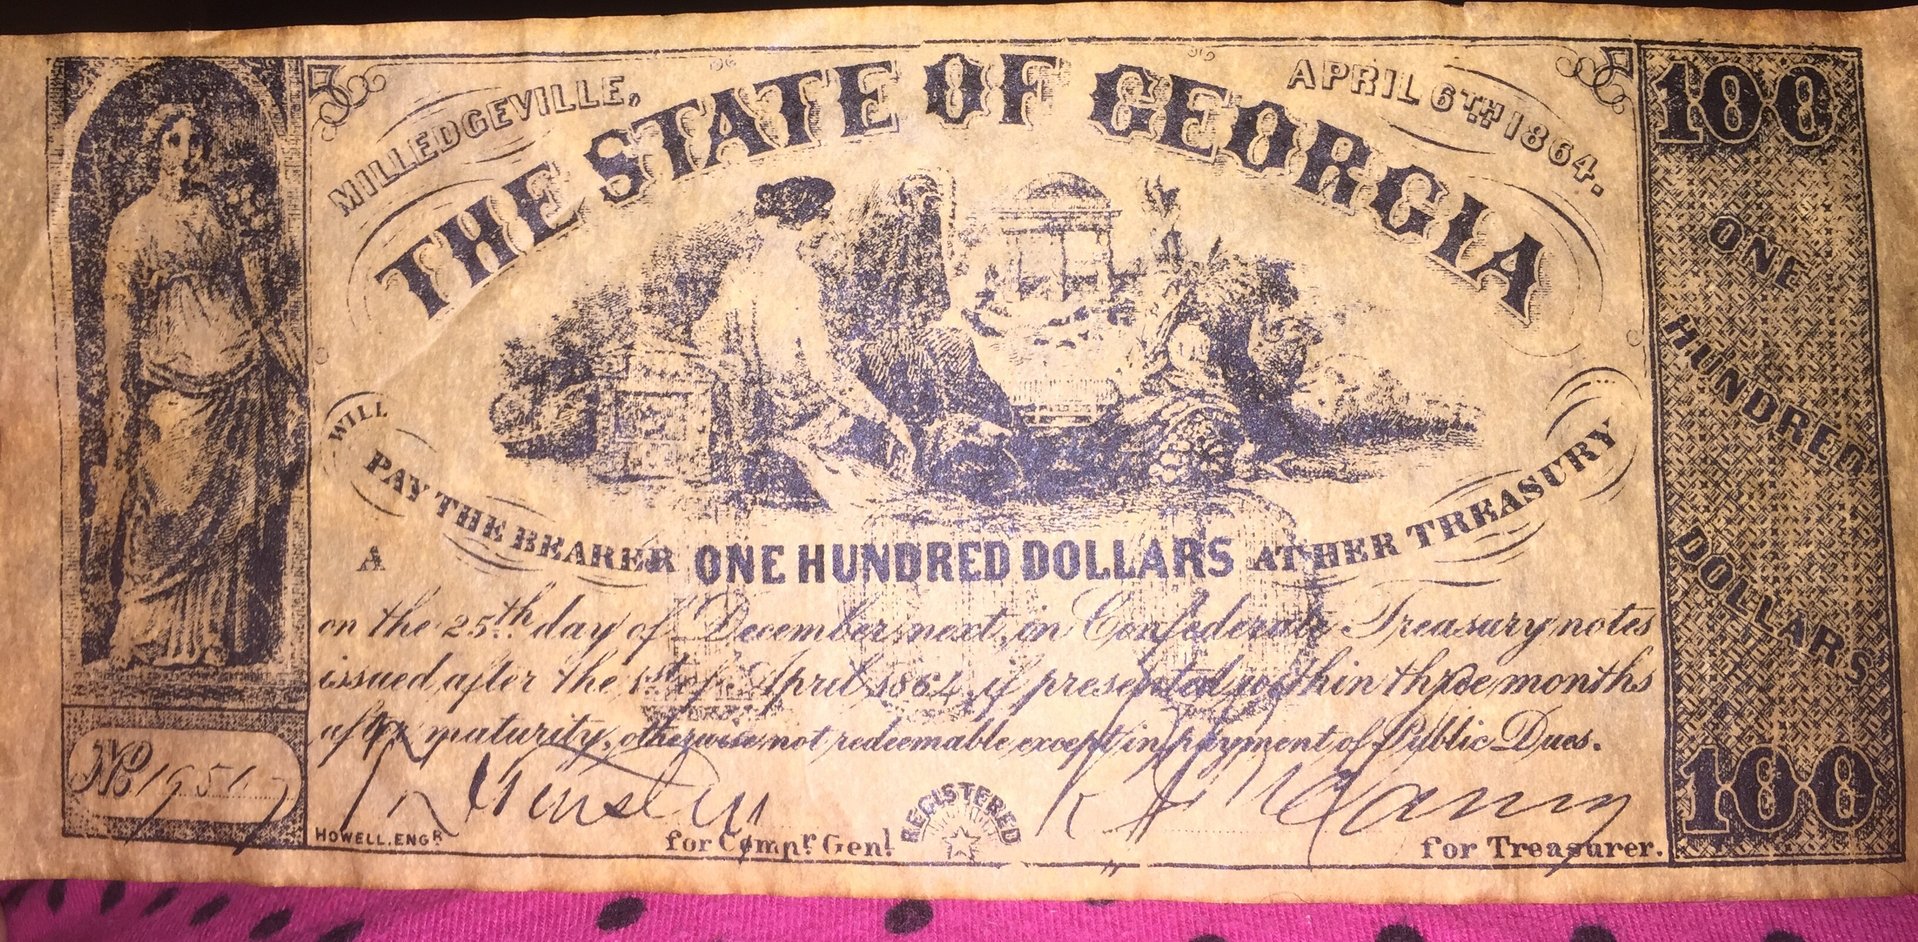 MILLEDGEVILLE,
APRIL 6TH 1864.
THE STATE OF GEORGIA
100
ONE
HUNDRED
DOLLARS
100
WILL
PAY THE BEARER ONE HUNDRED DOLLARS AT HER TREASURY
A
on the 25th day of December next, in Confederate Treasury notes
issued after the 1st of April 1864, if presented within three months
after maturity, otherwise not redeemable except in payment of Public Dues.
No 19517
HOWELL. ENGR
for Compr. Genl.
REGISTERED
for Treasurer.